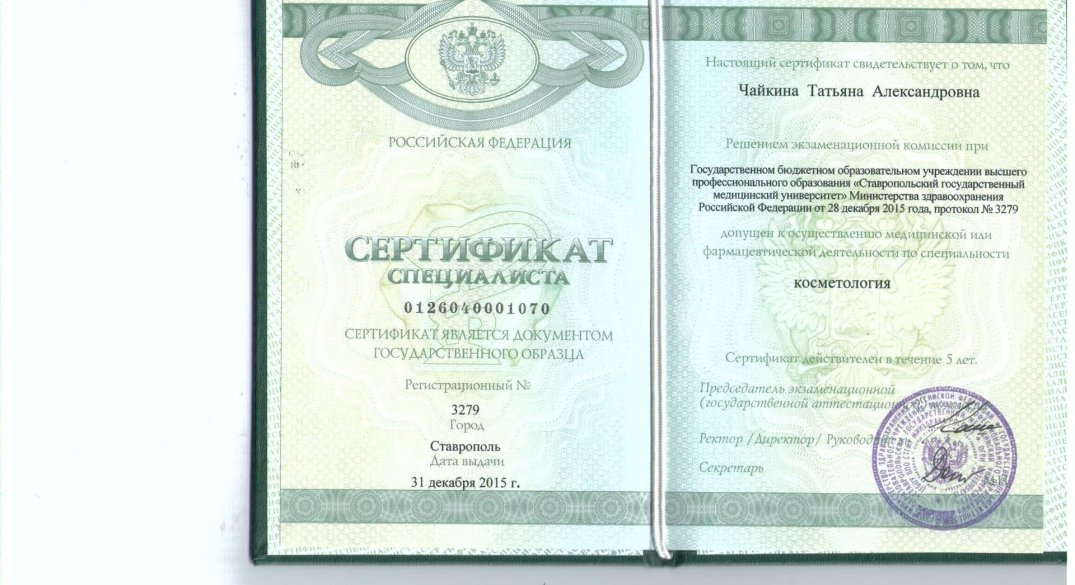 РОССИЙСКАЯ ФЕДЕРАЦИЯ
СЕРТИФИКАТ
СПЕЦИАЛИСТА
0126040001070
СЕРТИФИКАТ ЯВЛЯЕТСЯ ДОКУМЕНТОМ
ГОСУДАРСТВЕННОГО ОБРАЗЦА
Регистрационный №
3279
Город
Ставрополь
Дата выдачи
31 декабря 2015 г.
Настоящий сертификат свидетельствует о том, что
Чайкина Татьяна Александровна
Решением экзаменационной комиссии при
Государственном бюджетном образовательном учреждении высшего
профессионального образования «Ставропольский государственный
медицинский университет» Министерства здравоохранения
Российской Федерации от 28 декабря 2015 года, протокол № 3279
допущен к осуществлению медицинской или
фармацевтической деятельности по специальности
косметология
Сертификат действителен в течение 5 лет.
Председатель экзаменационной
(государственной аттестацион
Ректор /Директор/ Руководите
Секретарь